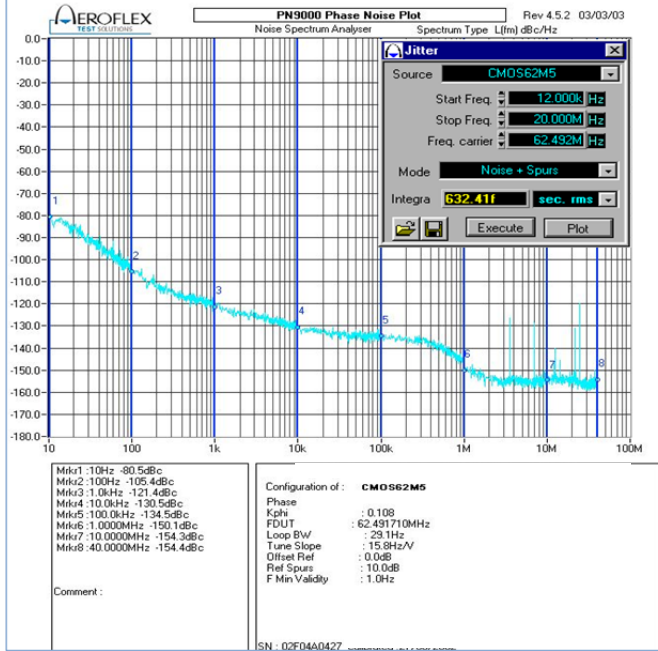 AEROFLEX
TEST SOLUTIONS
PN9000 Phase Noise Plot
Rev 4.5.2 03/03/03
Noise Spectrum Analyser
Spectrum Type L(fm) dBc/Hz
Jitter
Source CMOS62M5
Start Freq. 12.000k Hz
Stop Freq. 20.000M Hz
Freq. carrier 62.492M Hz
Mode Noise + Spurs
Integra 632.41f sec. rms
Execute Plot
0.0
-10.0
-20.0
-30.0
-40.0
-50.0
-60.0
-70.0
-80.0
-90.0
-100.0
-110.0
-120.0
-130.0
-140.0
-150.0
-160.0
-170.0
-180.0
1
2
3
4
5
6
7
8
10 100 1k 10k 100k 1M 10M 100M
Mrkr1 :10Hz -80.5dBc
Mrkr2 :100Hz -105.4dBc
Mrkr3 :1.0kHz -121.4dBc
Mrkr4 :10.0kHz -130.5dBc
Mrkr5 :100.0kHz -134.5dBc
Mrkr6 :1.0000MHz -150.1dBc
Mrkr7 :10.0000MHz -154.3dBc
Mrkr8 :40.0000MHz -154.4dBc
Comment :
Configuration of : CMOS62M5
Phase
Kphi : 0.108
FDUT : 62.491710MHz
Loop BW : 29.1Hz
Tune Slope : 15.8Hz/V
Offset Ref : 0.0dB
Ref Spurs : 10.0dB
F Min Validity : 1.0Hz
SN : 02F04A0427